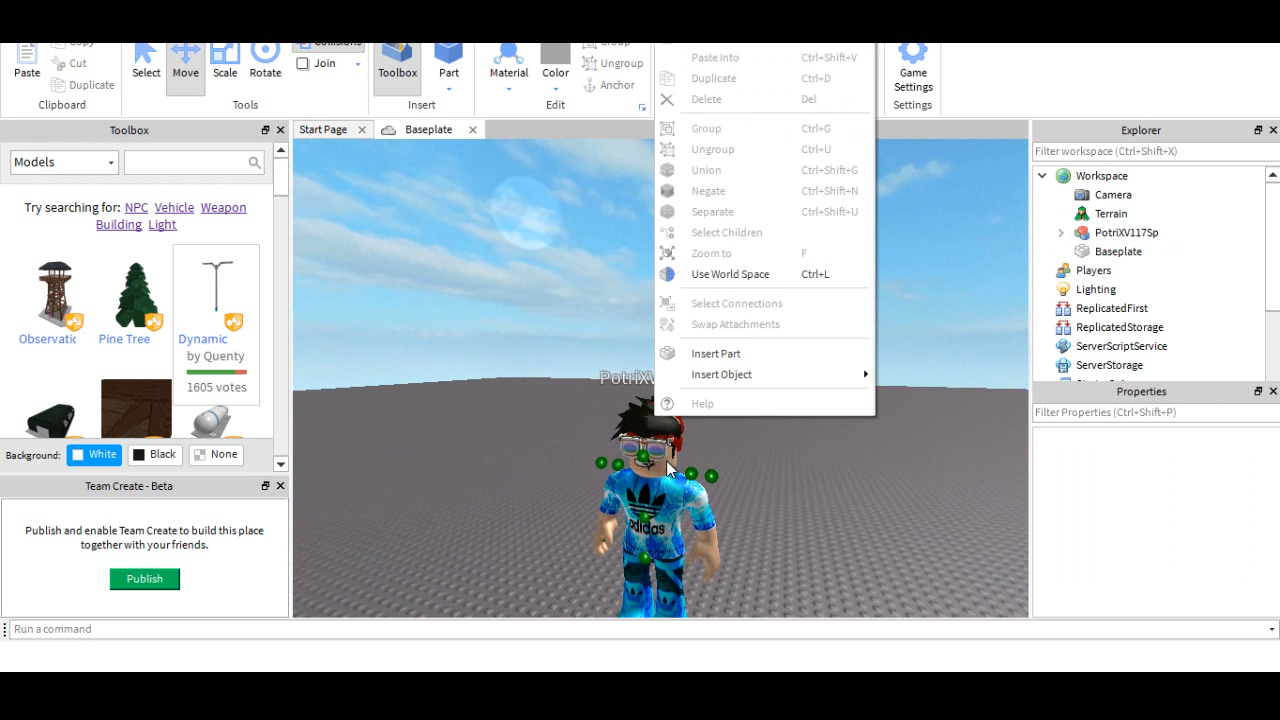 Copy
Paste
Cut
Duplicate
Clipboard
Select
Move
Scale
Rotate
Tools
Collisions
Join
Toolbox
Part
Insert
Material
Color
Group
Ungroup
Anchor
Edit
Game
Settings
Settings
Paste Into Ctrl+Shift+V
Duplicate Ctrl+D
Delete Del
Group Ctrl+G
Ungroup Ctrl+U
Union Ctrl+Shift+G
Negate Ctrl+Shift+N
Separate Ctrl+Shift+U
Select Children
Zoom to F
Use World Space Ctrl+L
Select Connections
Swap Attachments
Insert Part
Insert Object
Help
Toolbox
Models
Try searching for: NPC Vehicle Weapon
Building Light
Observatic
Pine Tree
Dynamic
by Quenty
1605 votes
Background: White Black None
Team Create - Beta
Publish and enable Team Create to build this place
together with your friends.
Publish
Start Page
Baseplate
PotriXV
adidas
Explorer
Filter workspace (Ctrl+Shift+X)
Workspace
Camera
Terrain
PotriXV117Sp
Baseplate
Players
Lighting
ReplicatedFirst
ReplicatedStorage
ServerScriptService
ServerStorage
Properties
Filter Properties (Ctrl+Shift+P)
Run a command